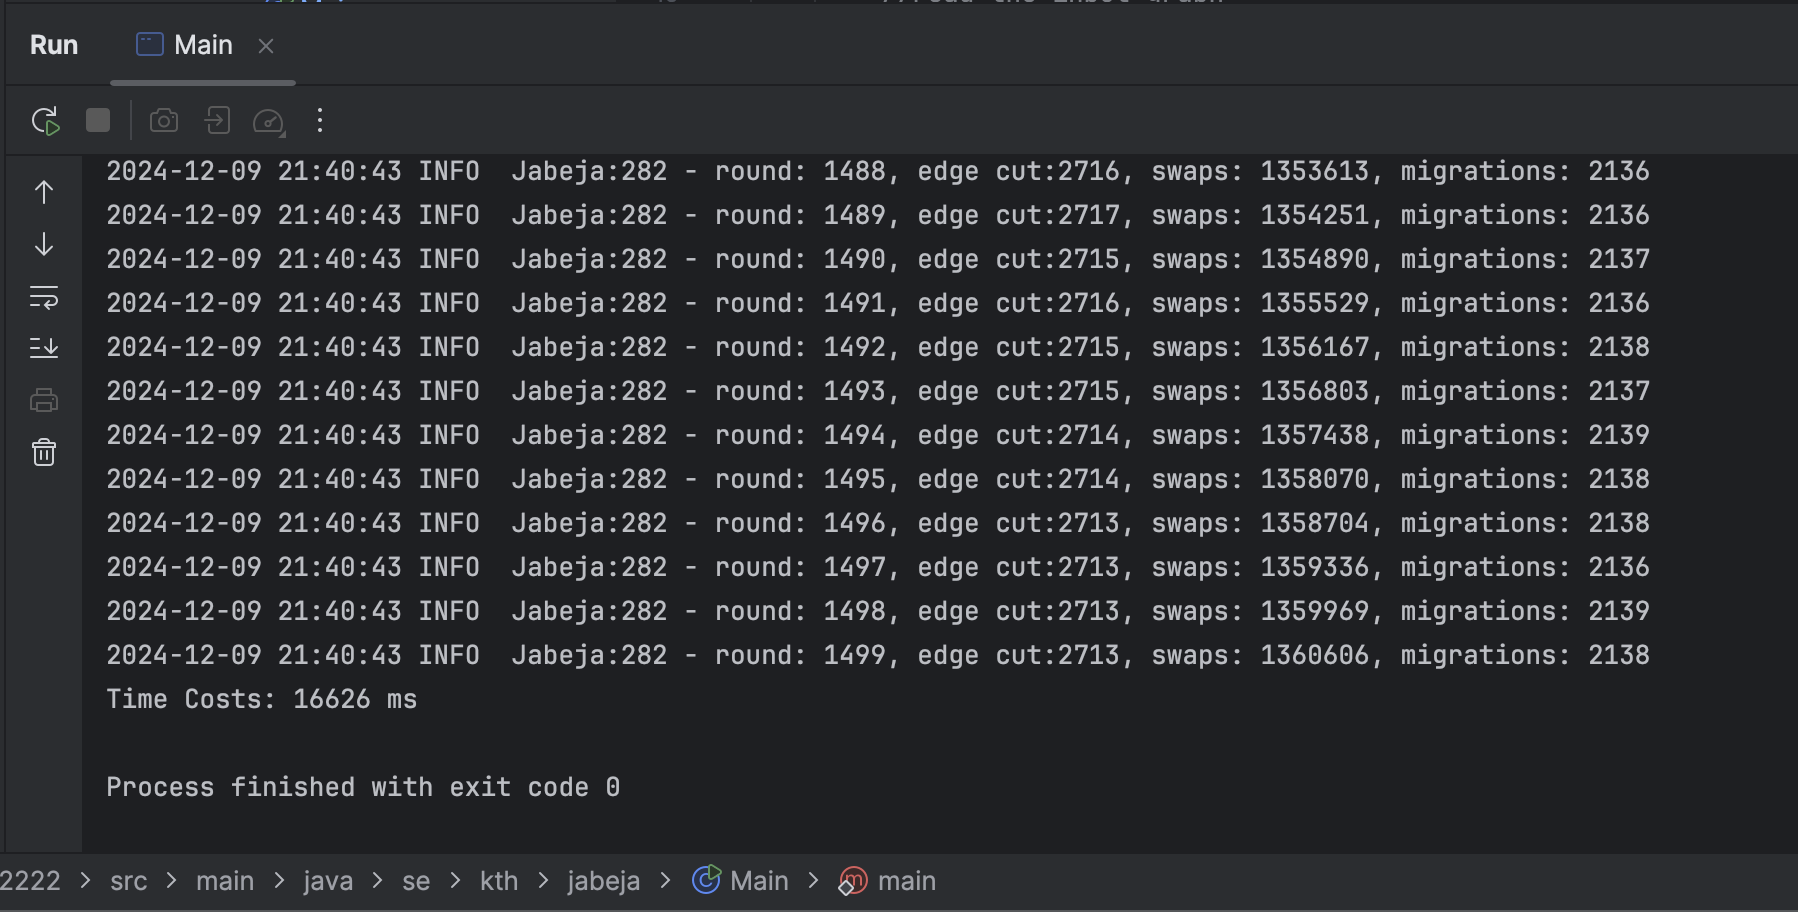 Run Main
2024-12-09 21:40:43 INFO  Jabeja:282 - round: 1488, edge cut:2716, swaps: 1353613, migrations: 2136
2024-12-09 21:40:43 INFO  Jabeja:282 - round: 1489, edge cut:2717, swaps: 1354251, migrations: 2136
2024-12-09 21:40:43 INFO  Jabeja:282 - round: 1490, edge cut:2715, swaps: 1354890, migrations: 2137
2024-12-09 21:40:43 INFO  Jabeja:282 - round: 1491, edge cut:2716, swaps: 1355529, migrations: 2136
2024-12-09 21:40:43 INFO  Jabeja:282 - round: 1492, edge cut:2715, swaps: 1356167, migrations: 2138
2024-12-09 21:40:43 INFO  Jabeja:282 - round: 1493, edge cut:2715, swaps: 1356803, migrations: 2137
2024-12-09 21:40:43 INFO  Jabeja:282 - round: 1494, edge cut:2714, swaps: 1357438, migrations: 2139
2024-12-09 21:40:43 INFO  Jabeja:282 - round: 1495, edge cut:2714, swaps: 1358070, migrations: 2138
2024-12-09 21:40:43 INFO  Jabeja:282 - round: 1496, edge cut:2713, swaps: 1358704, migrations: 2138
2024-12-09 21:40:43 INFO  Jabeja:282 - round: 1497, edge cut:2713, swaps: 1359336, migrations: 2136
2024-12-09 21:40:43 INFO  Jabeja:282 - round: 1498, edge cut:2713, swaps: 1359969, migrations: 2139
2024-12-09 21:40:43 INFO  Jabeja:282 - round: 1499, edge cut:2713, swaps: 1360606, migrations: 2138
Time Costs: 16626 ms
Process finished with exit code 0
2222 > src > main > java > se > kth > jabeja > Main > main